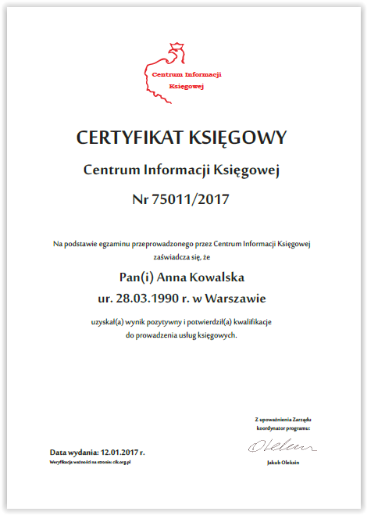 Centrum Informacji
Księgowej
CERTYFIKAT KSIĘGOWY
Centrum Informacji Księgowej
Nr 75011/2017
Na podstawie egzaminu przeprowadzonego przez Centrum Informacji Księgowej
zaświadcza się, że
Pan(i) Anna Kowalska
ur. 28.03.1990 r. w Warszawie
uzyskał(a) wynik pozytywny i potwierdził(a) kwalifikacje
do prowadzenia usług księgowych.
Z upoważnienia Zarządu
koordynator programu:
Data wydania: 12.01.2017 r.
Weryfikacja ważności na stronie: cik.org.pl
Jakub Oleksin